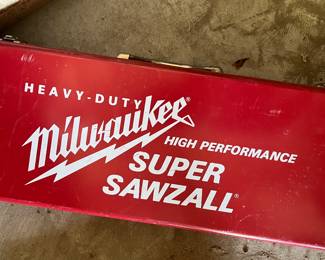 HEAVY-DUTY
Milwaukee®
HIGH PERFORMANCE
SUPER
SAWZALL®